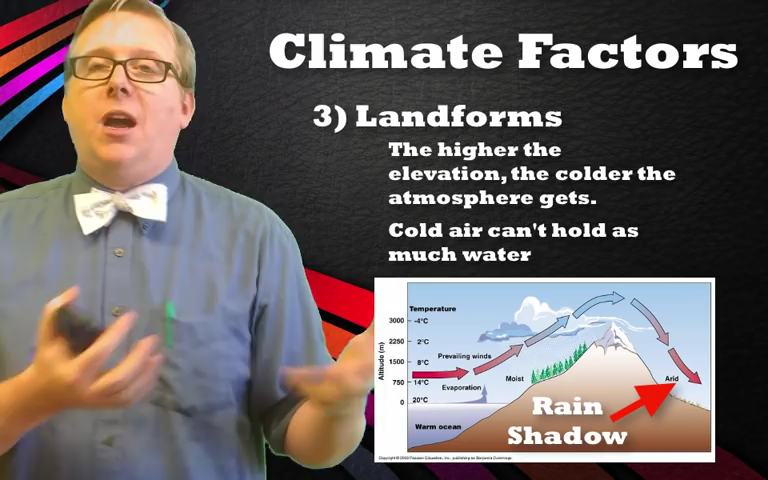 Climate Factors
3) Landforms
The higher the
elevation, the colder the
atmosphere gets.
Cold air can't hold as
much water
Temperature
3000 -4°C
2250 2°C
1500 8°C
750 14°C
0 20°C
Altitude (m)
Prevailing winds
Evaporation
Moist
Arid
Warm ocean
Rain
Shadow